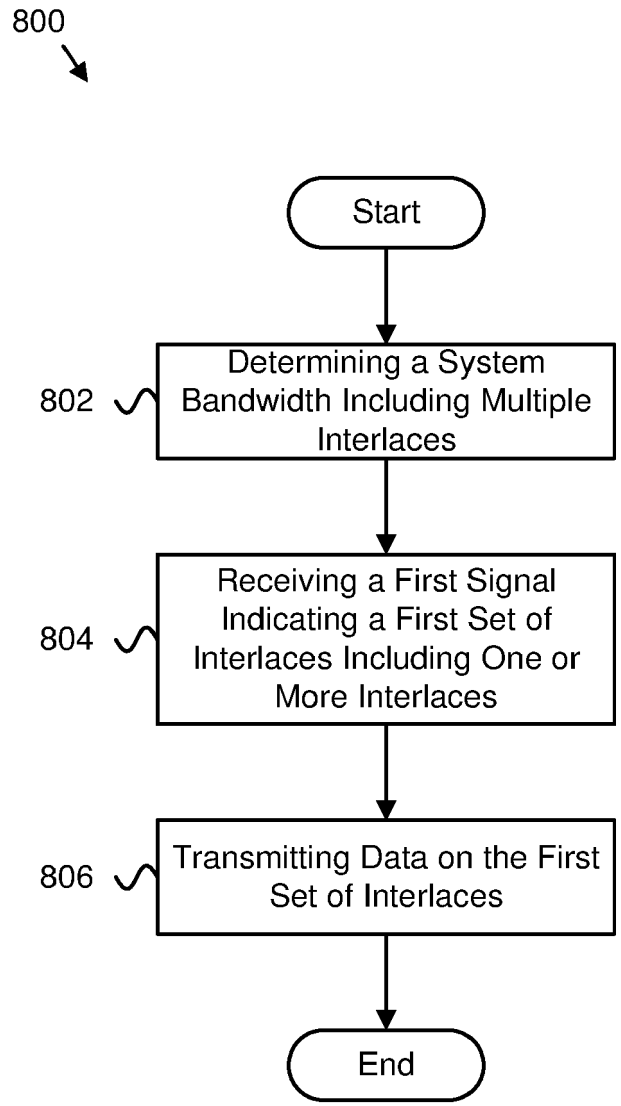 800
Start
802
Determining a System
Bandwidth Including Multiple
Interlaces
804
Receiving a First Signal
Indicating a First Set of
Interlaces Including One or
More Interlaces
806
Transmitting Data on the First
Set of Interlaces
End